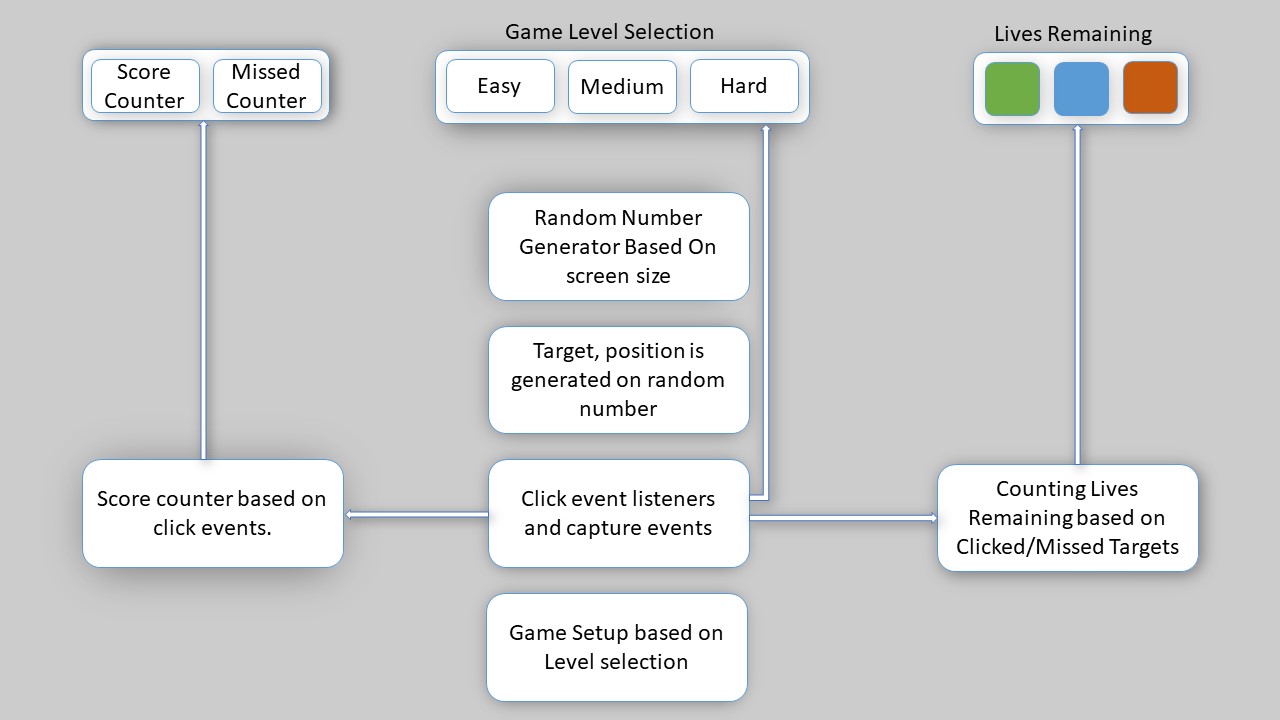 Game Level Selection
Lives Remaining
Score
Counter
Missed
Counter
Easy
Medium
Hard
Random Number
Generator Based On
screen size
Target, position is
generated on random
number
Score counter based on
click events.
Click event listeners
and capture events
Counting Lives
Remaining based on
Clicked/Missed Targets
Game Setup based on
Level selection